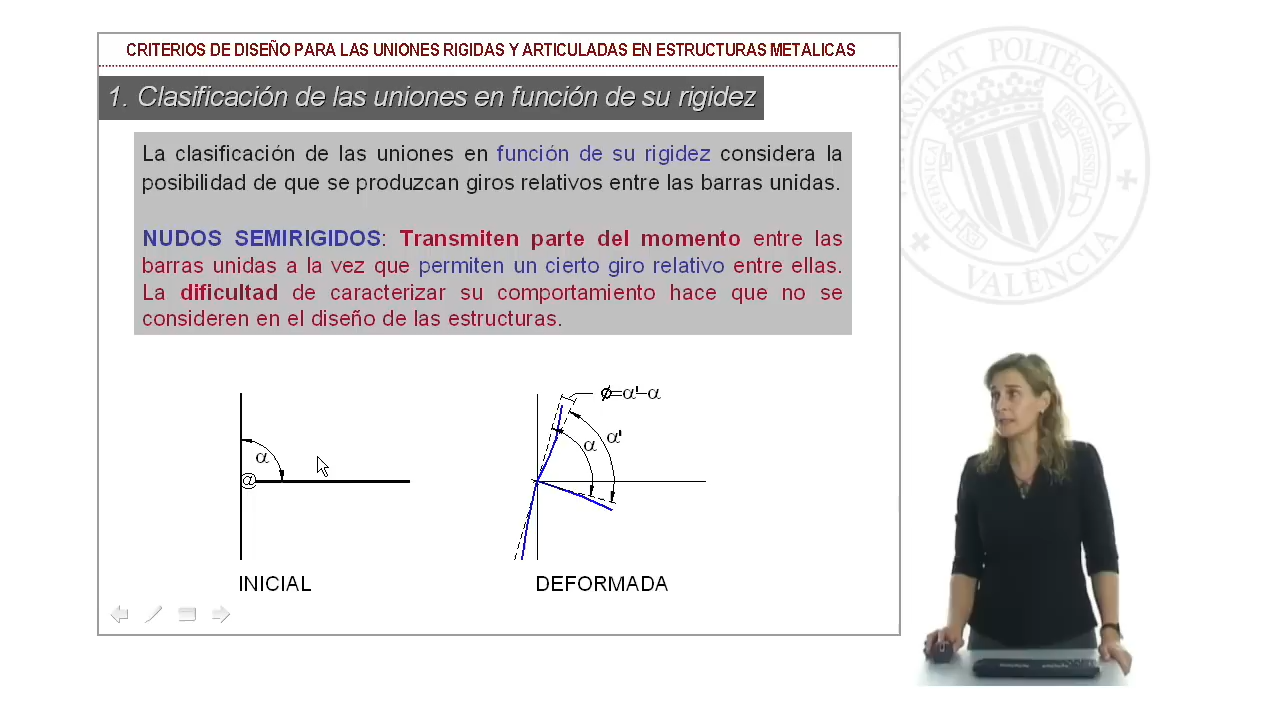 CRITERIOS DE DISEÑO PARA LAS UNIONES RIGIDAS Y ARTICULADAS EN ESTRUCTURAS METALICAS
1. Clasificación de las uniones en función de su rigidez
La clasificación de las uniones en función de su rigidez considera la
posibilidad de que se produzcan giros relativos entre las barras unidas.
NUDOS SEMIRIGIDOS: Transmiten parte del momento entre las
barras unidas a la vez que permiten un cierto giro relativo entre ellas.
La dificultad de caracterizar su comportamiento hace que no se
consideren en el diseño de las estructuras.
α
@
INICIAL
ϕ=α'-α
α
α'
DEFORMADA
UNIVERSITAT POLITÈCNICA
VALÈNCIA